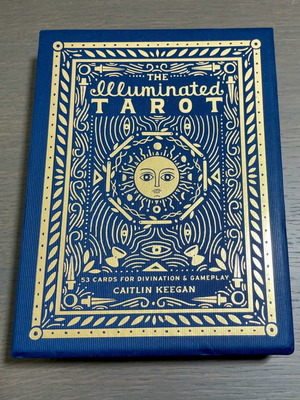 THE
Illuminated
TAROT
53 CARDS FOR DIVINATION & GAMEPLAY
CAITLIN KEEGAN